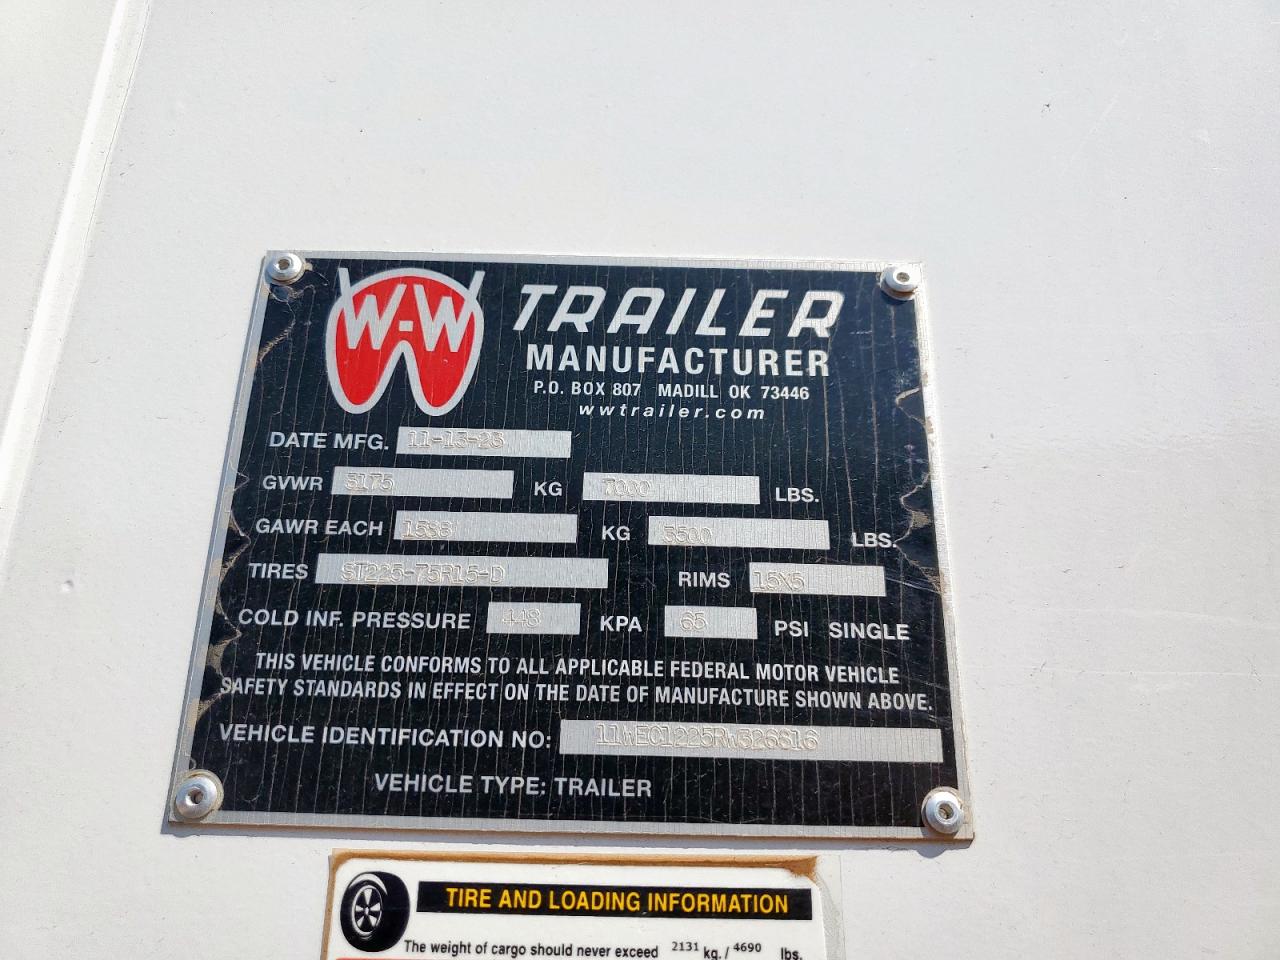 W-W
TRAILER
MANUFACTURER
P.O. BOX 807 MADILL OK 73446
wwtrailer.com
DATE MFG. 11-13-23
GVWR 3175 KG 7000 LBS.
GAWR EACH 1588 KG 3500 LBS.
TIRES ST225-75R15-D RIMS 15X5
COLD INF. PRESSURE 448 KPA 65 PSI SINGLE
THIS VEHICLE CONFORMS TO ALL APPLICABLE FEDERAL MOTOR VEHICLE
SAFETY STANDARDS IN EFFECT ON THE DATE OF MANUFACTURE SHOWN ABOVE.
VEHICLE IDENTIFICATION NO: 11WEC1225RW326816
VEHICLE TYPE: TRAILER
TIRE AND LOADING INFORMATION
The weight of cargo should never exceed 2131 kg. / 4690 lbs.